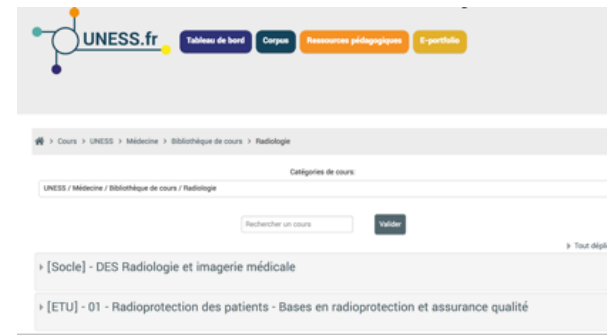 UNESS.fr
Tableau de bord
Corpus
Ressources pédagogiques
E-portfolio
> Cours > UNESS > Médecine > Bibliothèque de cours > Radiologie
Catégories de cours:
UNESS / Médecine / Bibliothèque de cours / Radiologie
Rechercher un cours
Valider
Tout dépli
[Socle] - DES Radiologie et imagerie médicale
[ETU] - 01 - Radioprotection des patients - Bases en radioprotection et assurance qualité